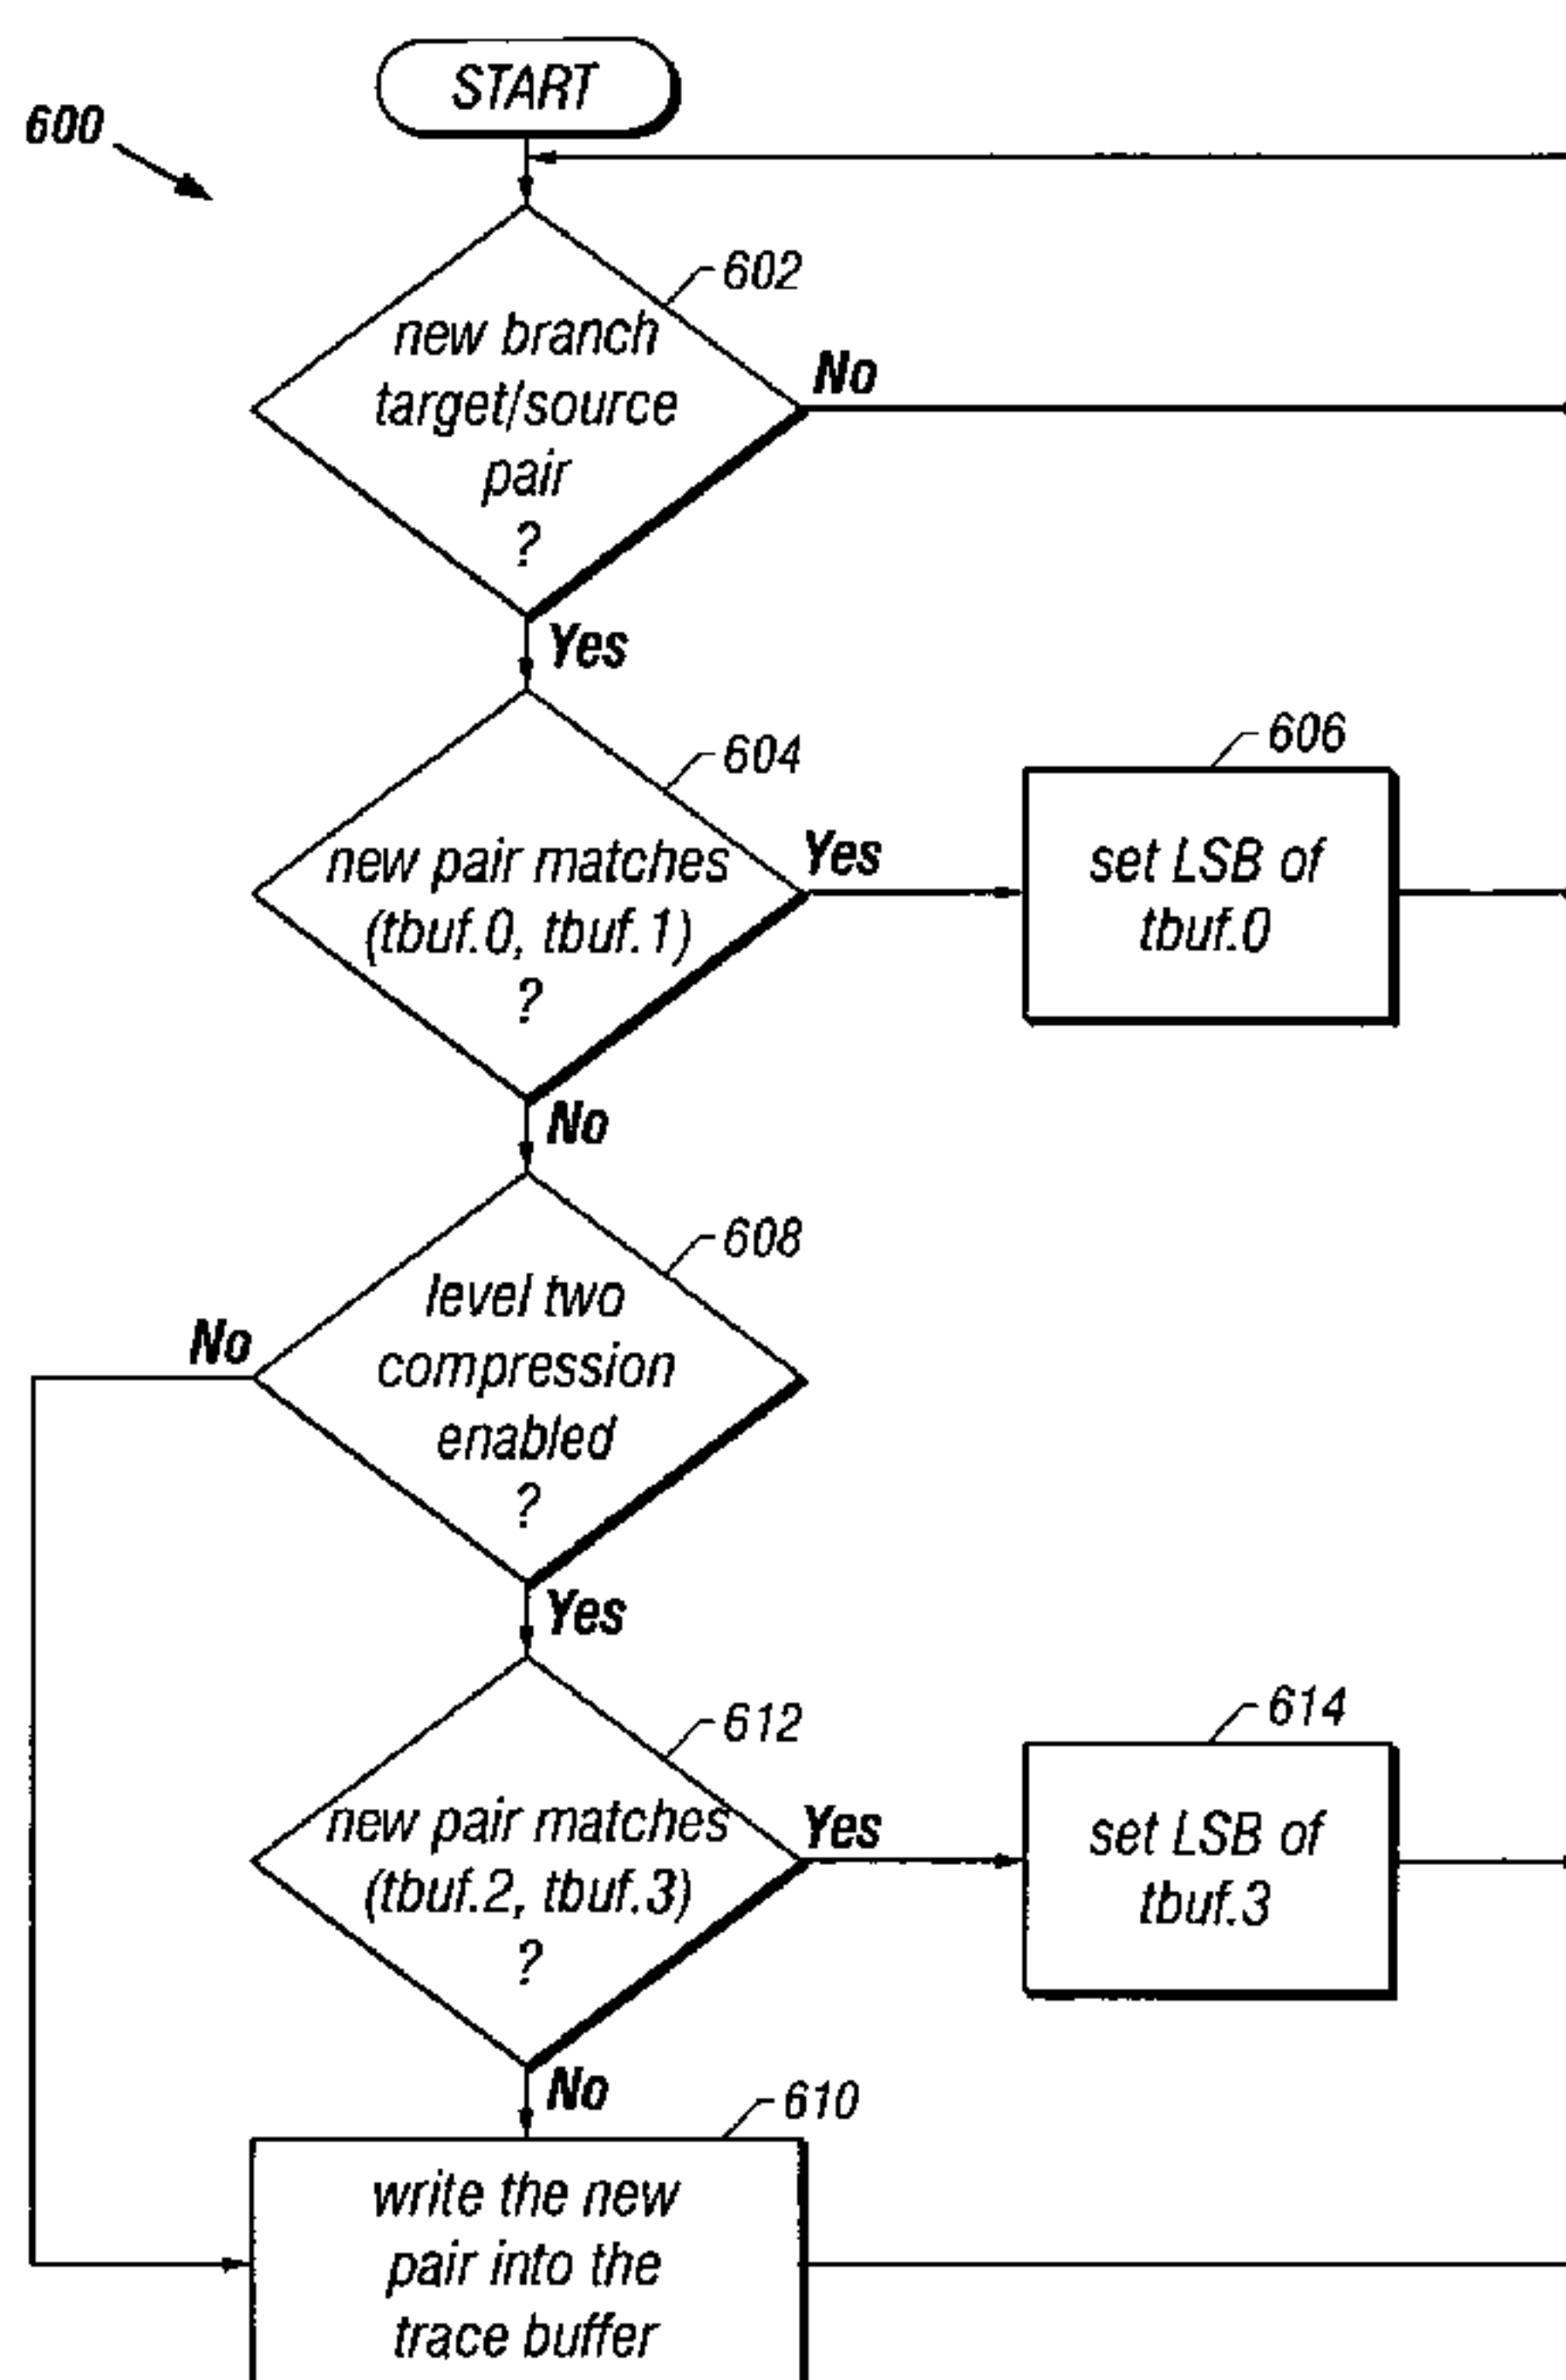 START
600
602
new branch
target/source
pair
?
No
Yes
604
new pair matches
(tbuf.0, tbuf.1)
?
Yes
606
set LSB of
tbuf.0
No
608
level two
compression
enabled
?
No
Yes
612
new pair matches
(tbuf.2, tbuf.3)
?
Yes
614
set LSB of
tbuf.3
No
610
write the new
pair into the
trace buffer